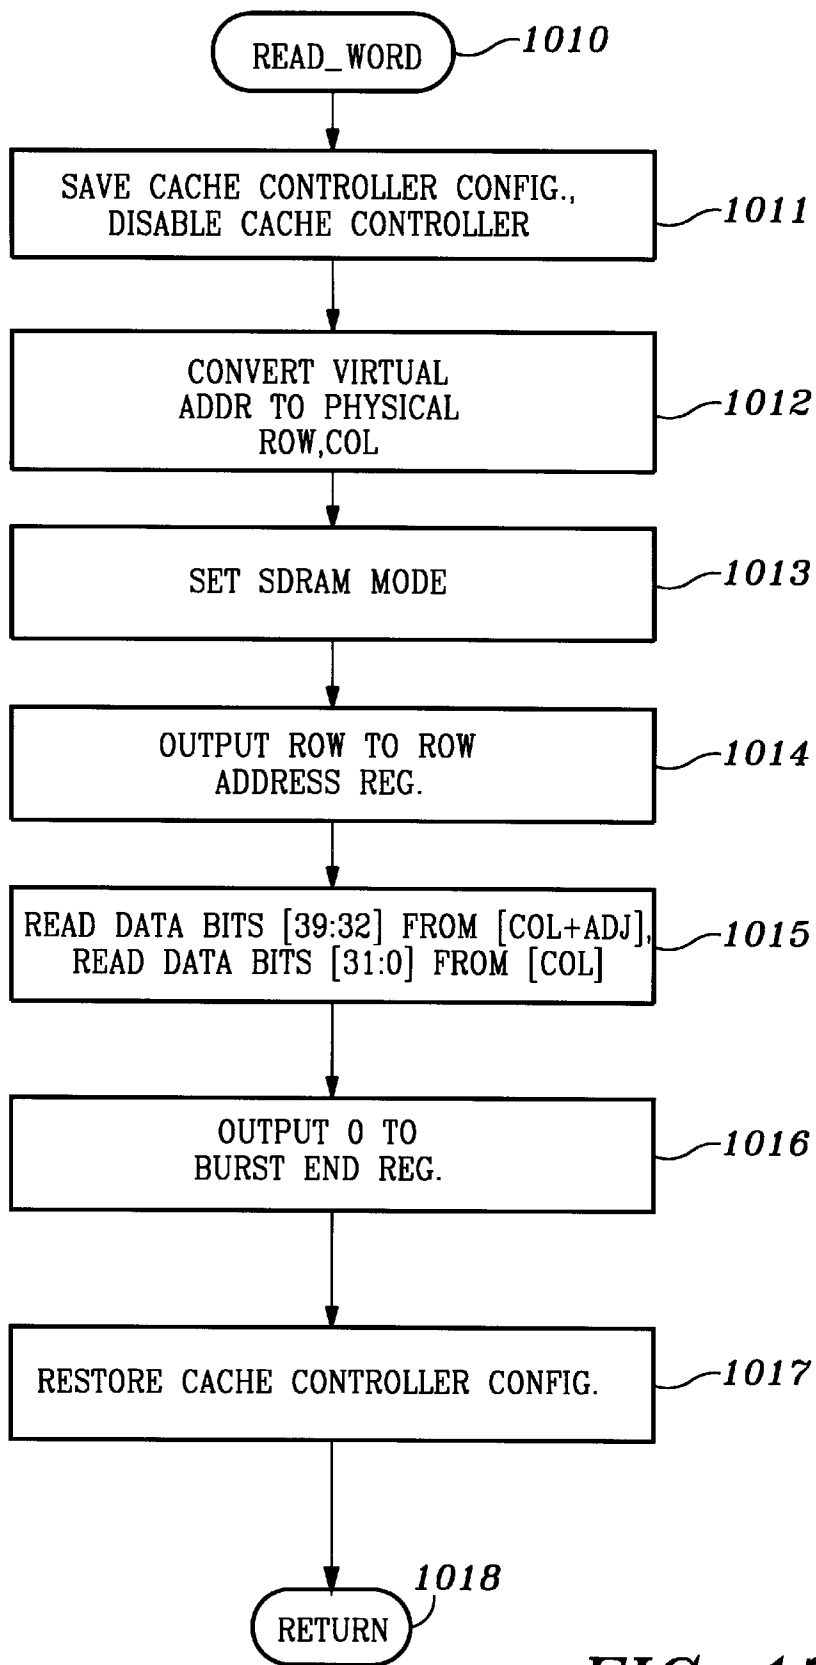 READ_WORD
1010
SAVE CACHE CONTROLLER CONFIG.,
DISABLE CACHE CONTROLLER
1011
CONVERT VIRTUAL
ADDR TO PHYSICAL
ROW,COL
1012
SET SDRAM MODE
1013
OUTPUT ROW TO ROW
ADDRESS REG.
1014
READ DATA BITS [39:32] FROM [COL+ADJ],
READ DATA BITS [31:0] FROM [COL]
1015
OUTPUT 0 TO
BURST END REG.
1016
RESTORE CACHE CONTROLLER CONFIG.
1017
1018
RETURN